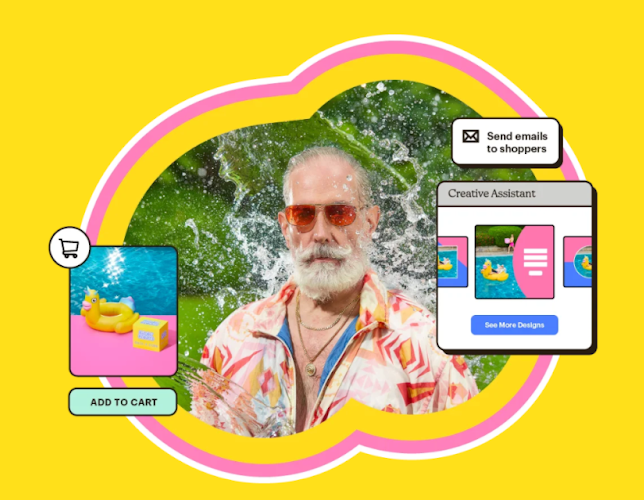 Send emails
to shoppers
Creative Assistant
See More Designs
ADD TO CART